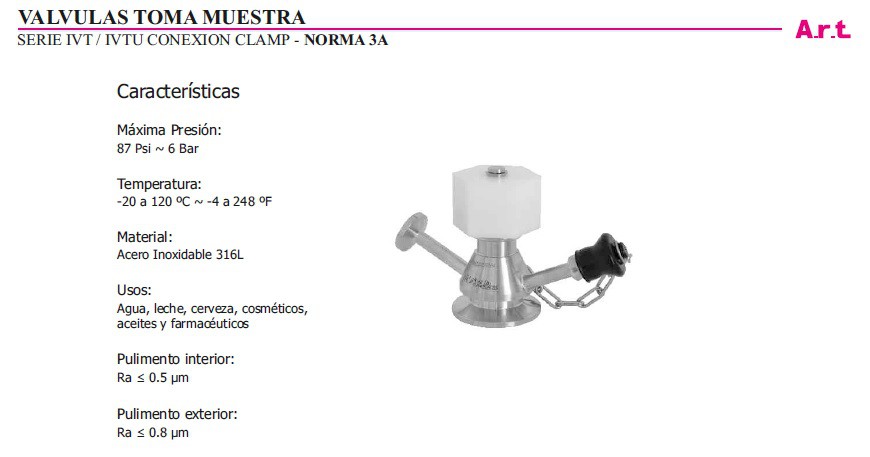 VALVULAS TOMA MUESTRA
SERIE IVT / IVTU CONEXION CLAMP - NORMA 3A
A.r.t.
Características
Máxima Presión:
87 Psi ~ 6 Bar
Temperatura:
-20 a 120 ºC ~ -4 a 248 ºF
Material:
Acero Inoxidable 316L
Usos:
Agua, leche, cerveza, cosméticos,
aceites y farmacéuticos
Pulimento interior:
Ra ≤ 0.5 µm
Pulimento exterior:
Ra ≤ 0.8 µm